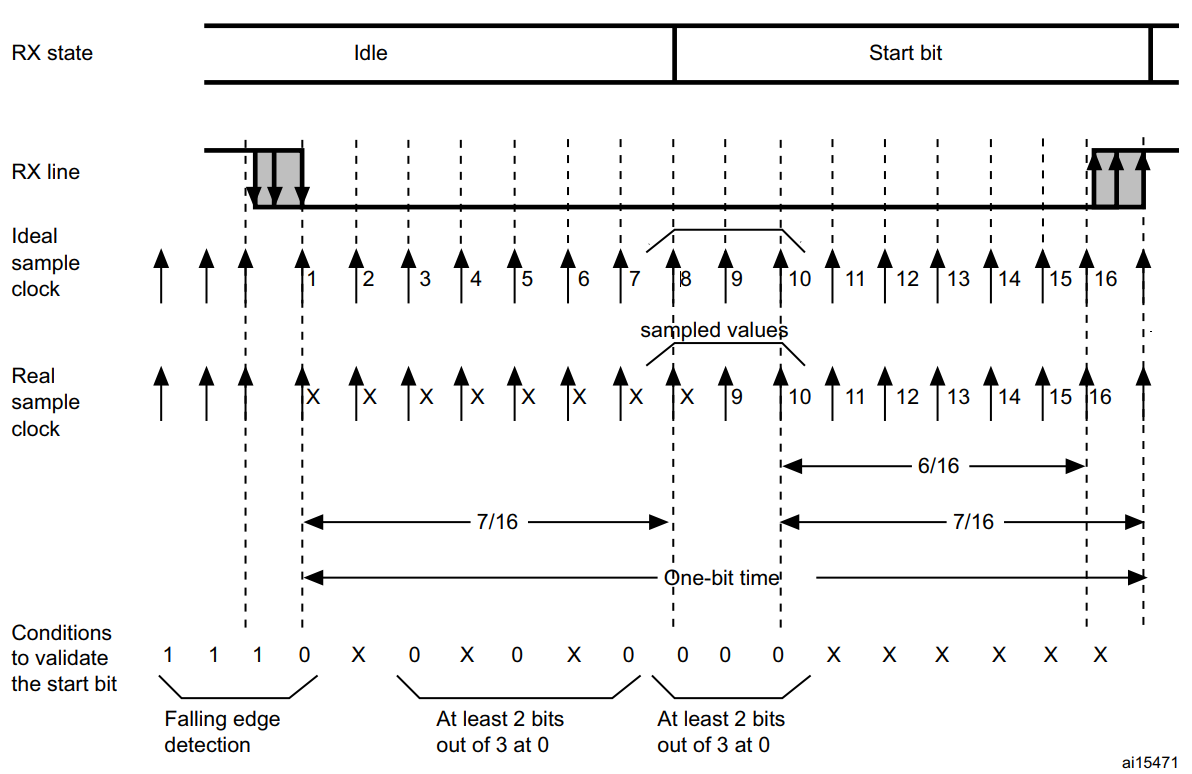 RX state
Idle
Start bit
RX line
Ideal
sample
clock
1 2 3 4 5 6 7 8 9 10 11 12 13 14 15 16
sampled values
Real
sample
clock
X X X X X X X X 9 10 11 12 13 14 15 16
6/16
7/16
7/16
One-bit time
Conditions
to validate
the start bit
1 1 1 0 X 0 X 0 X 0 0 0 0 X X X X X X
Falling edge
detection
At least 2 bits
out of 3 at 0
At least 2 bits
out of 3 at 0
ai15471